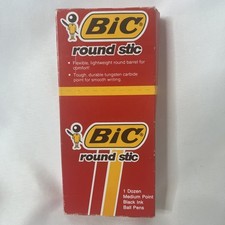 BIC
round stic
• Flexible, lightweight round barrel for
comfort.
• Tough, durable tungsten carbide
point for smooth writing.
BIC
round stic
1 Dozen
Medium Point
Black Ink
Ball Pens